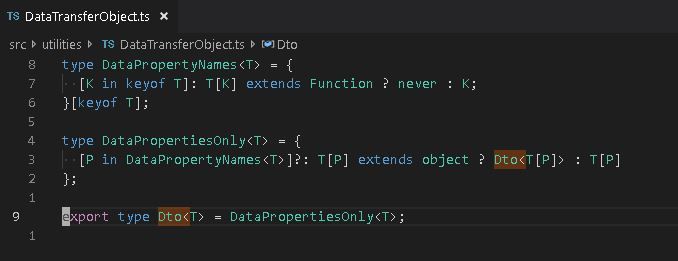 TS DataTransferObject.ts ×
src > utilities > TS DataTransferObject.ts > Dto
8 type DataPropertyNames<T> = {
7 ··[K in keyof T]: T[K] extends Function ? never : K;
6 }[keyof T];
5
4 type DataPropertiesOnly<T> = {
3 ··[P in DataPropertyNames<T>]?: T[P] extends object ? Dto<T[P]> : T[P]
2 };
1
9 export type Dto<T> = DataPropertiesOnly<T>;
1